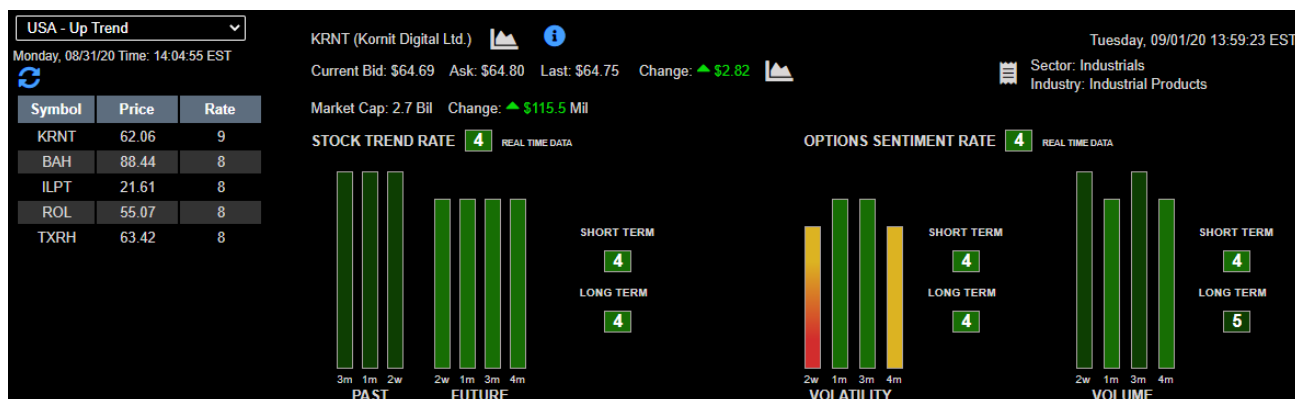 USA - Up Trend
Monday, 08/31/20 Time: 14:04:55 EST
Symbol Price Rate
KRNT 62.06 9
BAH 88.44 8
ILPT 21.61 8
ROL 55.07 8
TXRH 63.42 8
KRNT (Kornit Digital Ltd.)
Tuesday, 09/01/20 13:59:23 EST
Current Bid: $64.69 Ask: $64.80 Last: $64.75 Change: $2.82
Sector: Industrials
Industry: Industrial Products
Market Cap: 2.7 Bil Change: $115.5 Mil
STOCK TREND RATE 4 REAL TIME DATA
SHORT TERM
4
LONG TERM
4
3m 1m 2w 2w 1m 3m 4m
PAST FUTURE
OPTIONS SENTIMENT RATE 4 REAL TIME DATA
SHORT TERM
4
LONG TERM
4
2w 1m 3m 4m
VOLATILITY
SHORT TERM
4
LONG TERM
5
2w 1m 3m 4m
VOLUME